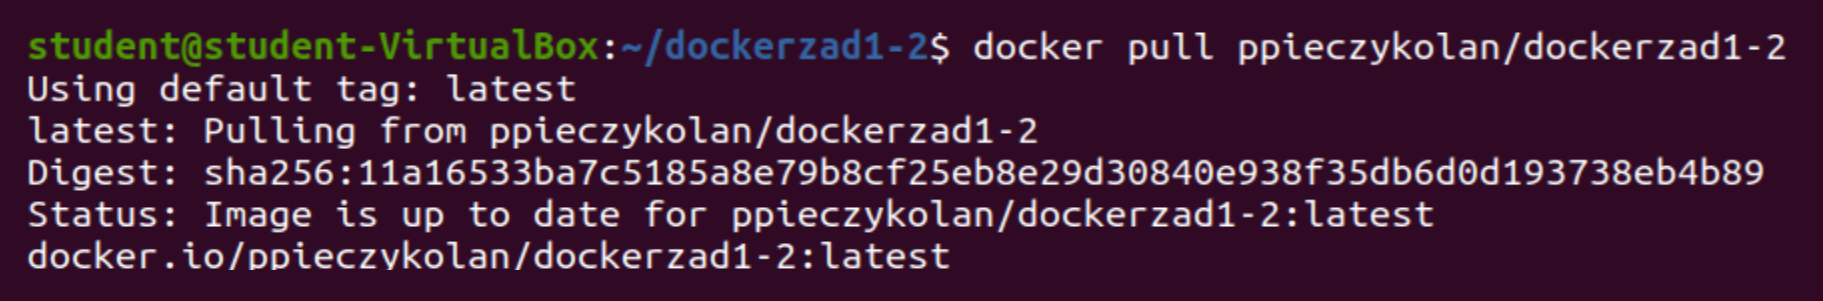 student@student-VirtualBox:~/dockerzad1-2$ docker pull ppieczykolan/dockerzad1-2
Using default tag: latest
latest: Pulling from ppieczykolan/dockerzad1-2
Digest: sha256:11a16533ba7c5185a8e79b8cf25eb8e29d30840e938f35db6d0d193738eb4b89
Status: Image is up to date for ppieczykolan/dockerzad1-2:latest
docker.io/ppieczykolan/dockerzad1-2:latest